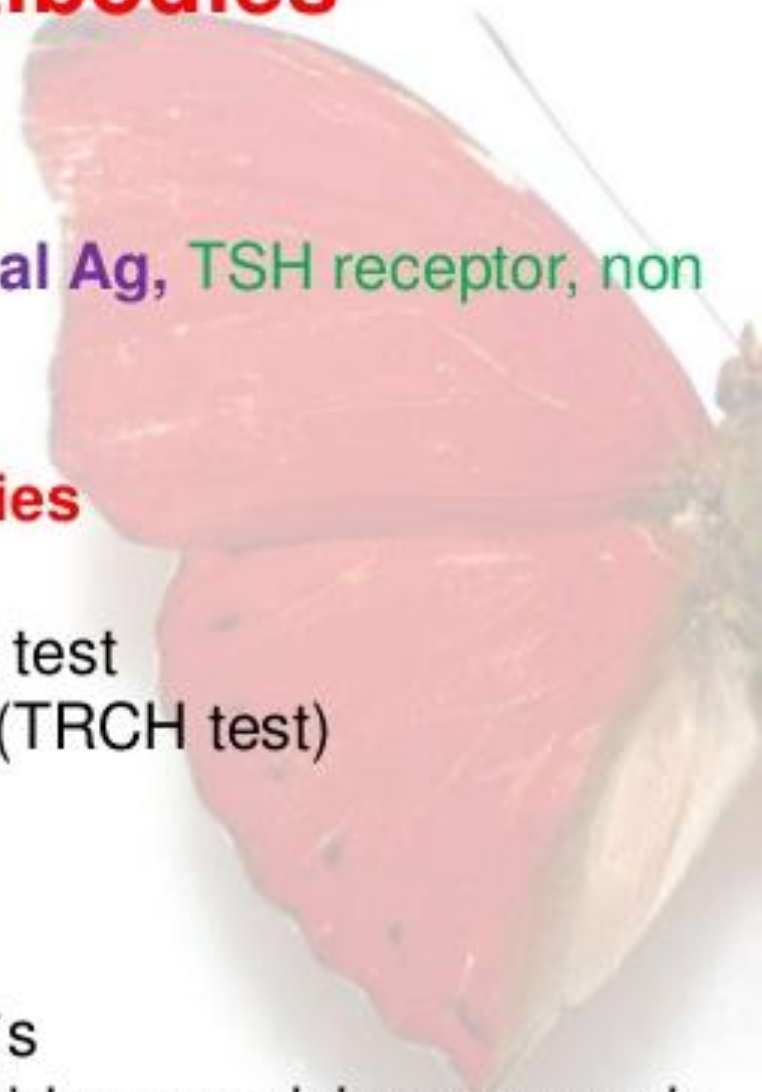 al Ag, TSH receptor, non
ies
test
(TRCH test)
's